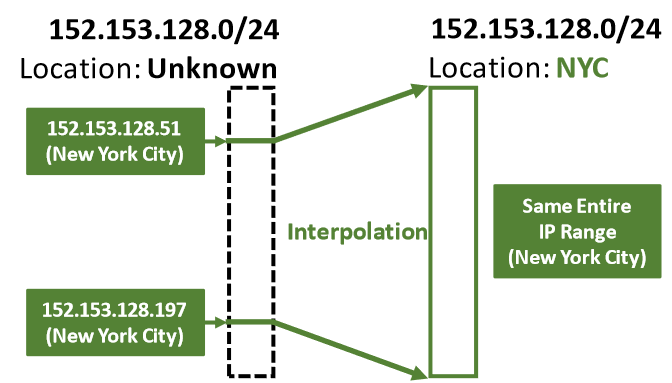 152.153.128.0/24
Location: Unknown
152.153.128.51
(New York City)
152.153.128.197
(New York City)
Interpolation
152.153.128.0/24
Location: NYC
Same Entire
IP Range
(New York City)